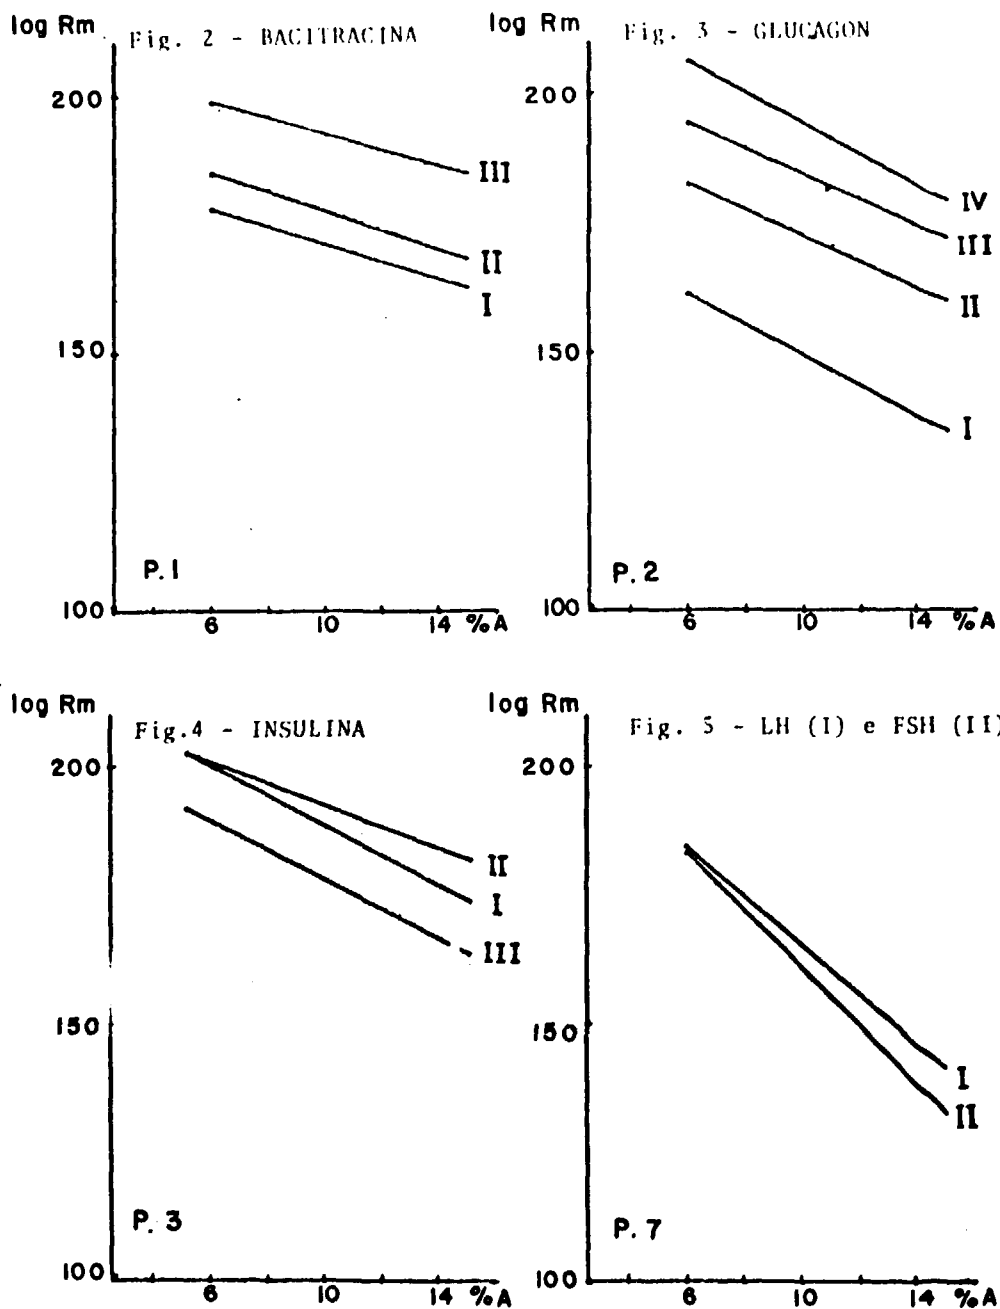 log Rm
Fig. 2 - BACITRACINA
200
III
II
I
150
P. 1
100
6 10 14 % A
log Rm
Fig. 3 - GLUCAGON
200
IV
III
II
150
I
P. 2
100
6 10 14 % A
log Rm
Fig.4 - INSULINA
200
II
I
III
150
P. 3
100
6 10 14 % A
log Rm
Fig. 5 - LH (I) e FSH (II)
200
150
I
II
P. 7
100
6 10 14 % A